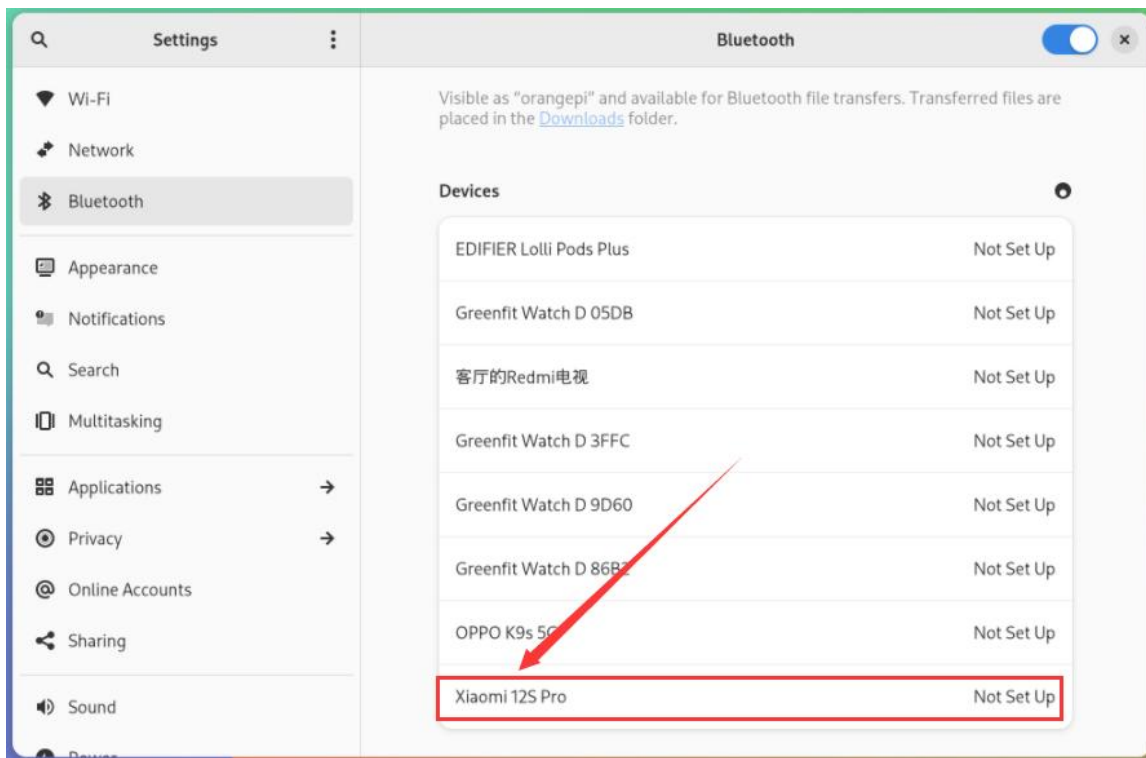 Settings
Bluetooth
Wi-Fi
Network
Bluetooth
Appearance
Notifications
Search
Multitasking
Applications
Privacy
Online Accounts
Sharing
Sound
Visible as "orangepi" and available for Bluetooth file transfers. Transferred files are
placed in the Downloads folder.
Devices
EDIFIER Lolli Pods Plus Not Set Up
Greenfit Watch D 05DB Not Set Up
客厅的Redmi电视 Not Set Up
Greenfit Watch D 3FFC Not Set Up
Greenfit Watch D 9D60 Not Set Up
Greenfit Watch D 86B2 Not Set Up
OPPO K9s 5G Not Set Up
Xiaomi 12S Pro Not Set Up